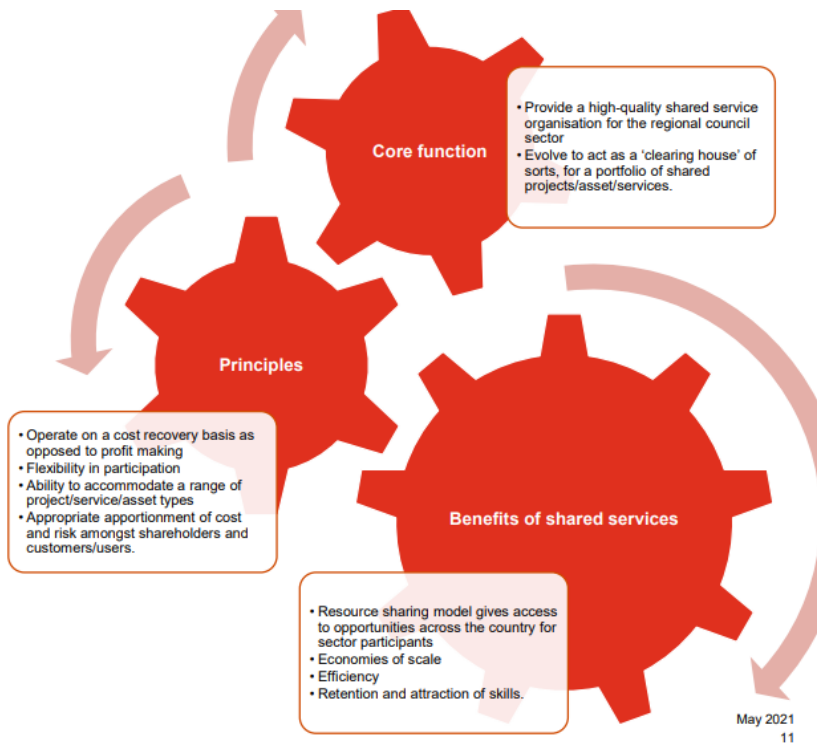 Core function
• Provide a high-quality shared service
organisation for the regional council
sector
• Evolve to act as a ‘clearing house’ of
sorts, for a portfolio of shared
projects/asset/services.
Principles
• Operate on a cost recovery basis as
opposed to profit making
• Flexibility in participation
• Ability to accommodate a range of
project/service/asset types
• Appropriate apportionment of cost
and risk amongst shareholders and
customers/users.
Benefits of shared services
• Resource sharing model gives access
to opportunities across the country for
sector participants
• Economies of scale
• Efficiency
• Retention and attraction of skills.
May 2021
11